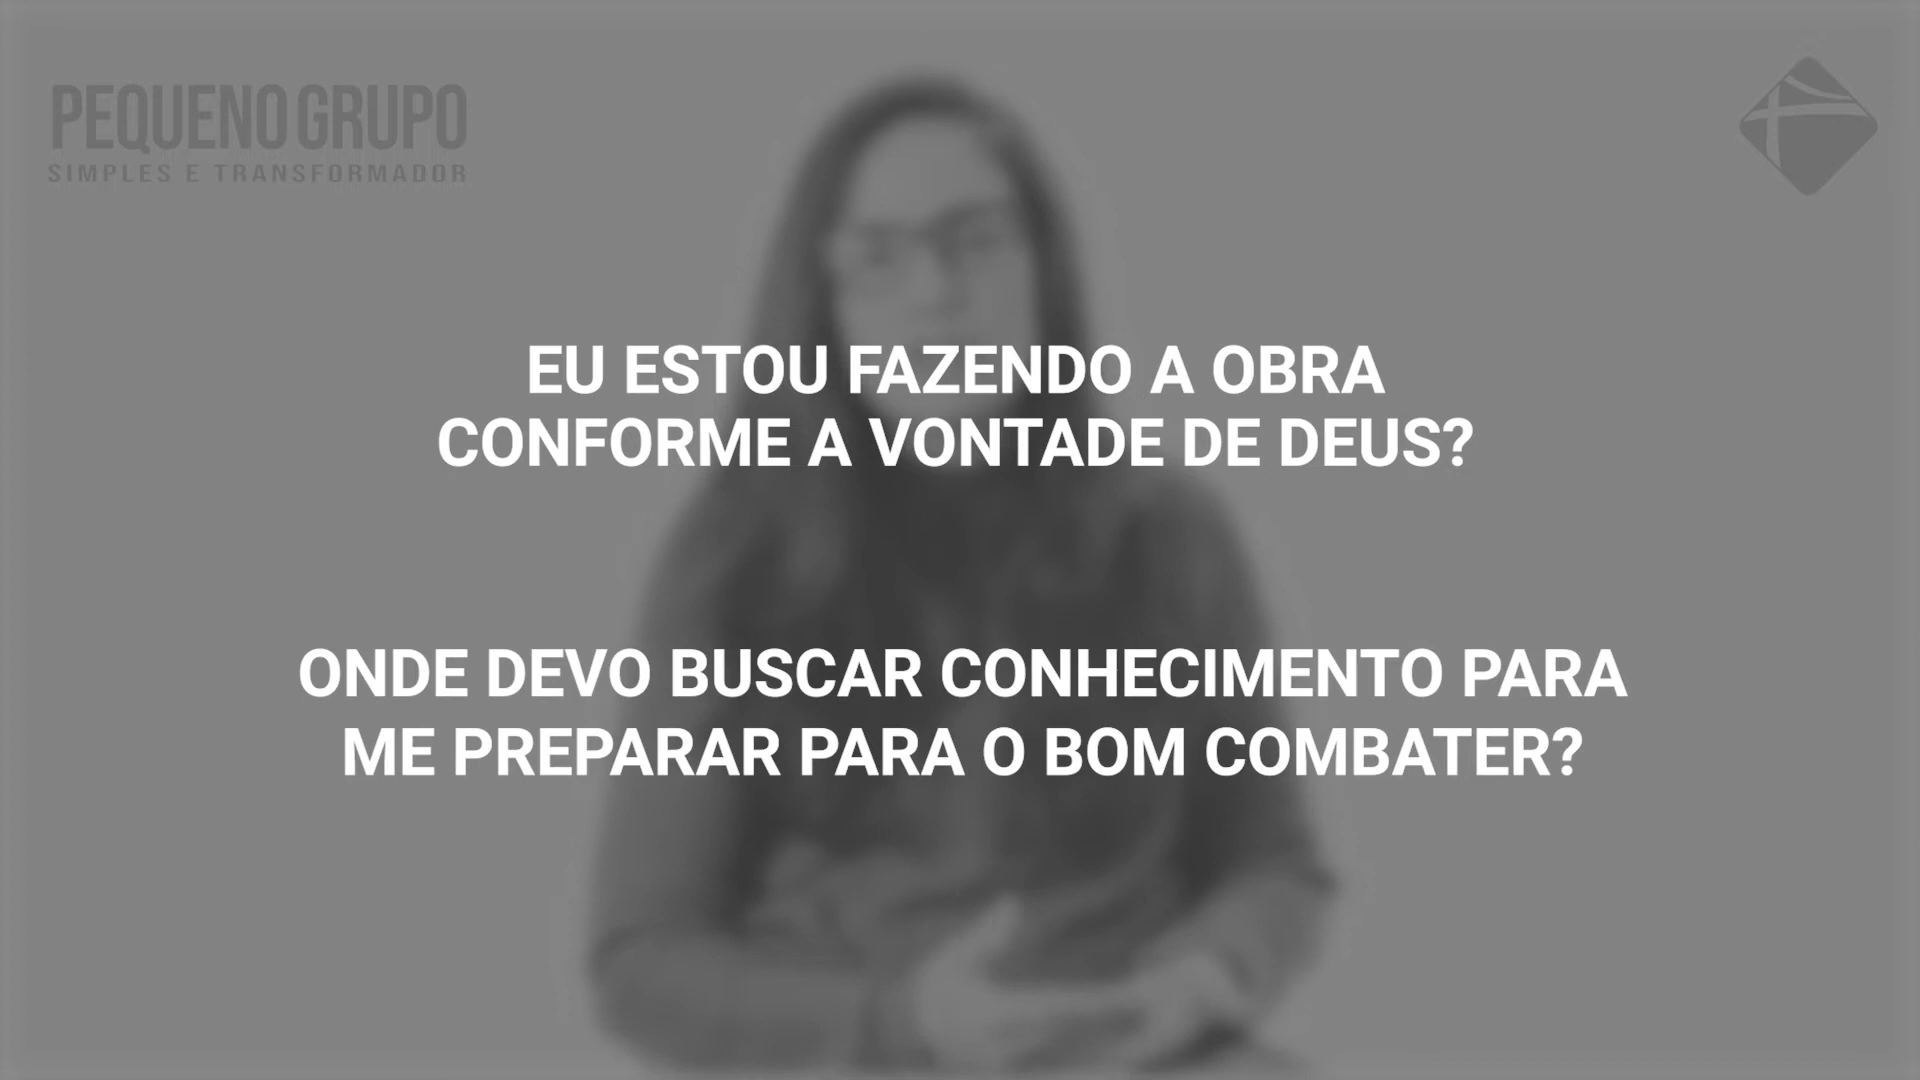 PEQUENO GRUPO
SIMPLES E TRANSFORMADOR
EU ESTOU FAZENDO A OBRA
CONFORME A VONTADE DE DEUS?
ONDE DEVO BUSCAR CONHECIMENTO PARA
ME PREPARAR PARA O BOM COMBATER?